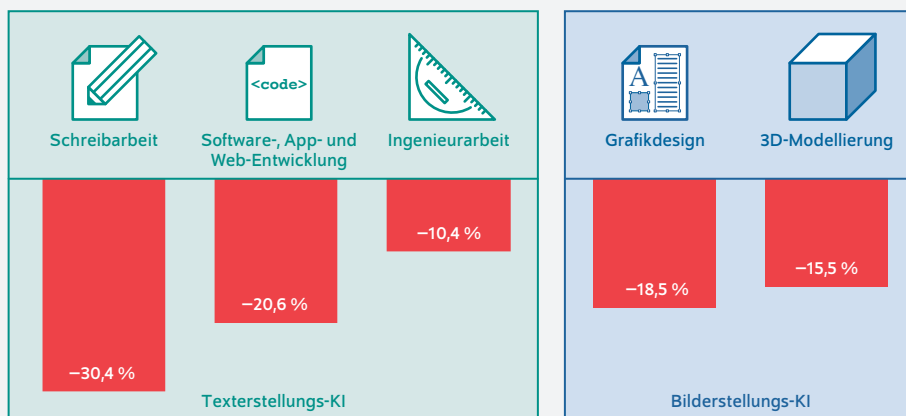 <code>
A
Schreibarbeit
Software-, App- und
Web-Entwicklung
Ingenieurarbeit
Grafikdesign
3D-Modellierung
−30,4 %
−20,6 %
−10,4 %
−18,5 %
−15,5 %
Texterstellungs-KI
Bilderstellungs-KI